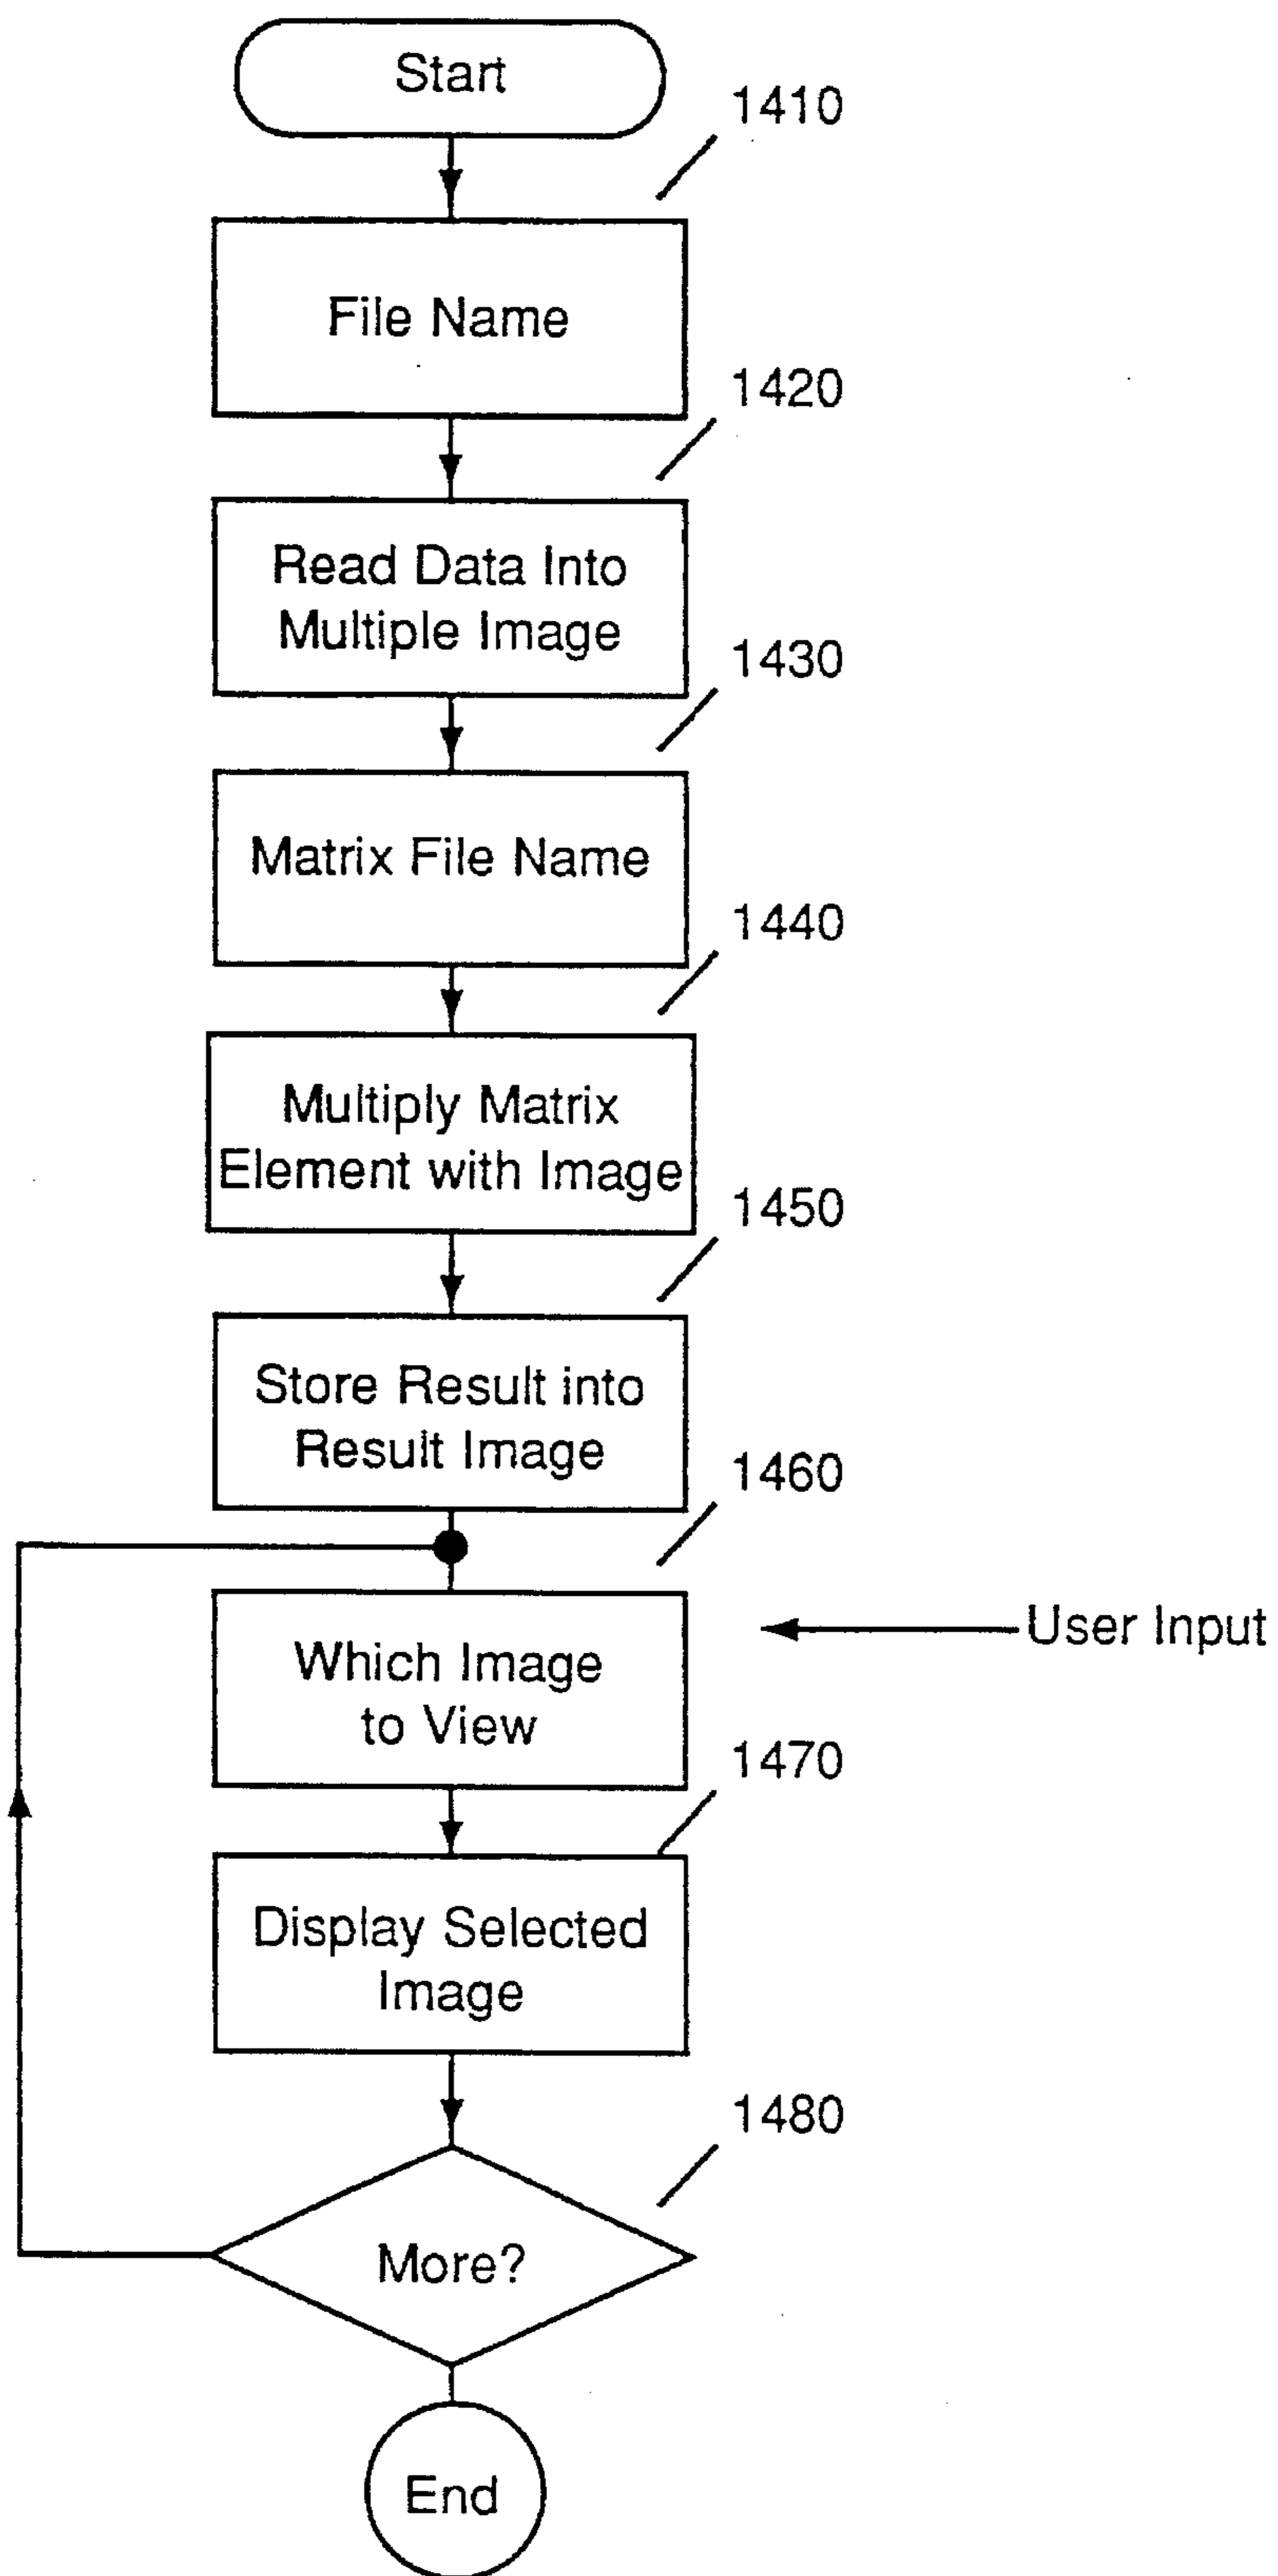 Start
1410
File Name
1420
Read Data Into
Multiple Image
1430
Matrix File Name
1440
Multiply Matrix
Element with Image
1450
Store Result into
Result Image
1460
User Input
Which Image
to View
1470
Display Selected
Image
1480
More?
End